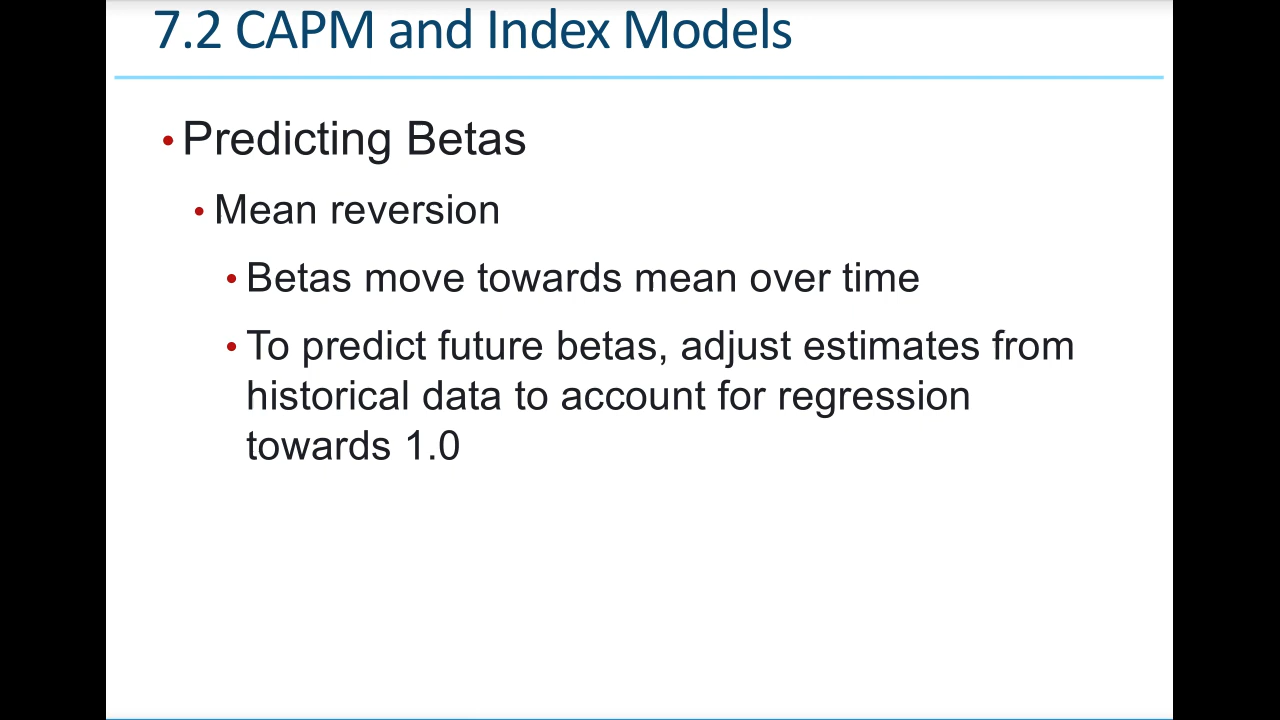 7.2 CAPM and Index Models
• Predicting Betas
• Mean reversion
• Betas move towards mean over time
• To predict future betas, adjust estimates from
historical data to account for regression
towards 1.0